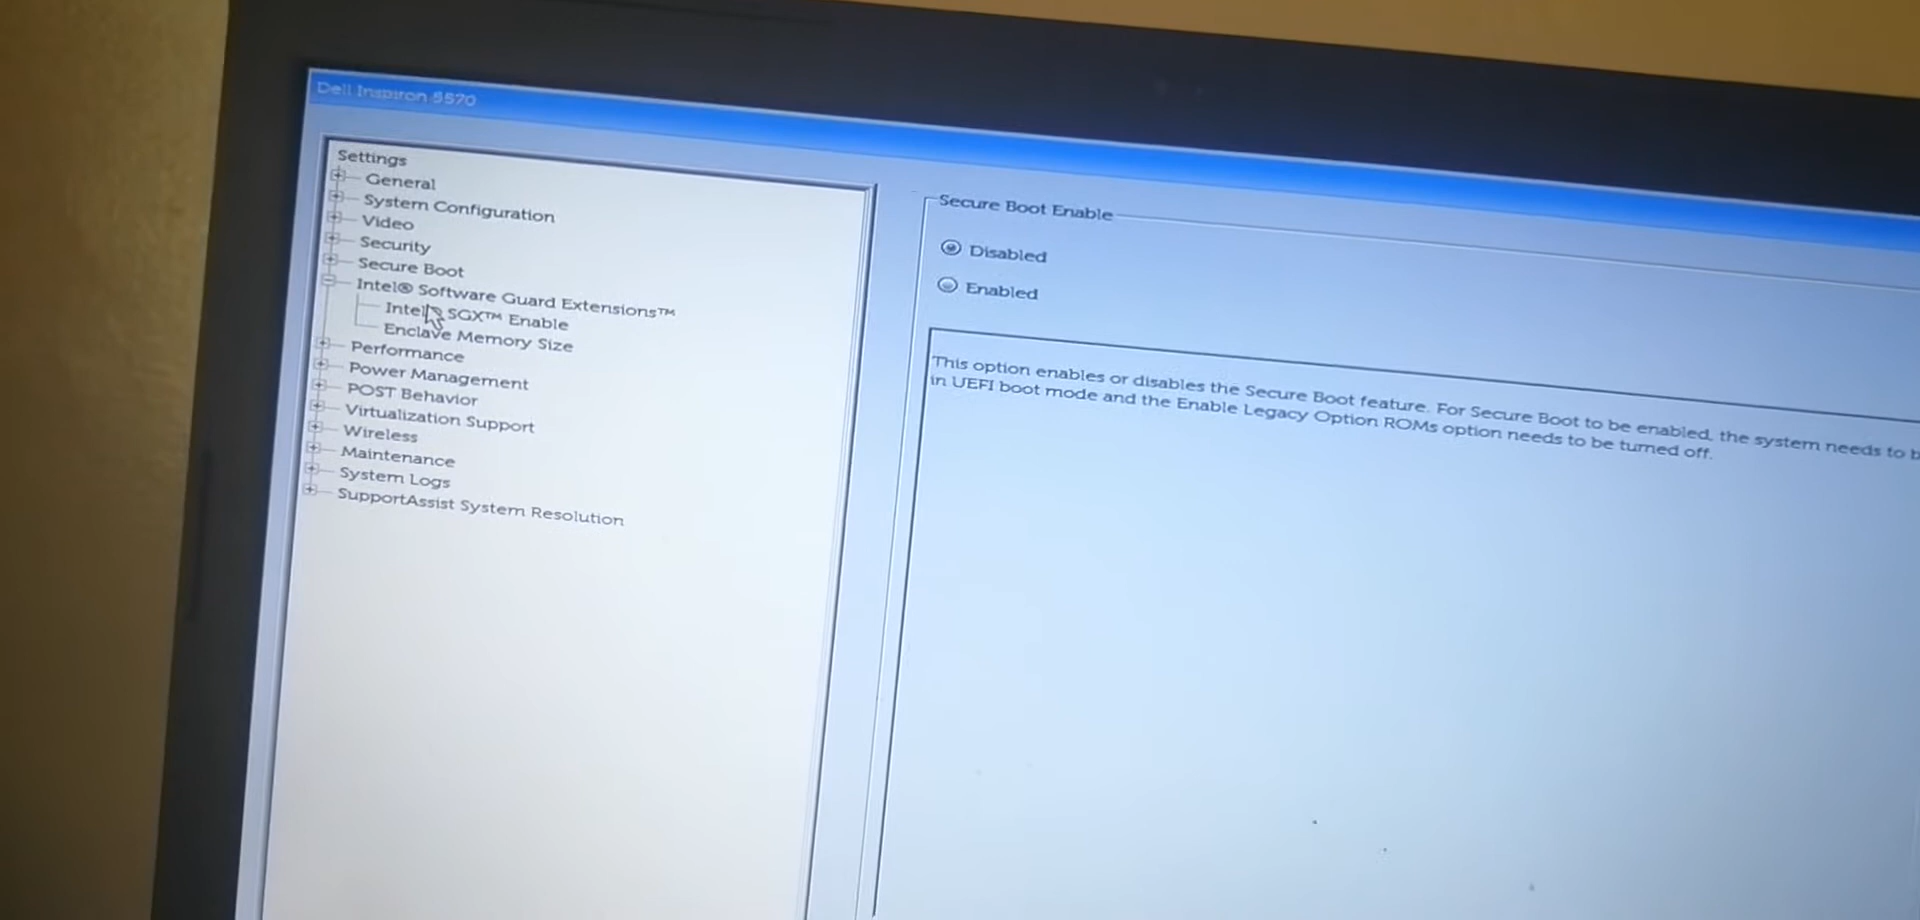 Dell Inspiron 5570
Settings
General
System Configuration
Video
Security
Secure Boot
Intel® Software Guard Extensions™
Intel® SGX™ Enable
Enclave Memory Size
Performance
Power Management
POST Behavior
Virtualization Support
Wireless
Maintenance
System Logs
SupportAssist System Resolution
Secure Boot Enable
Disabled
Enabled
This option enables or disables the Secure Boot feature. For Secure Boot to be enabled, the system needs to b
in UEFI boot mode and the Enable Legacy Option ROMs option needs to be turned off.